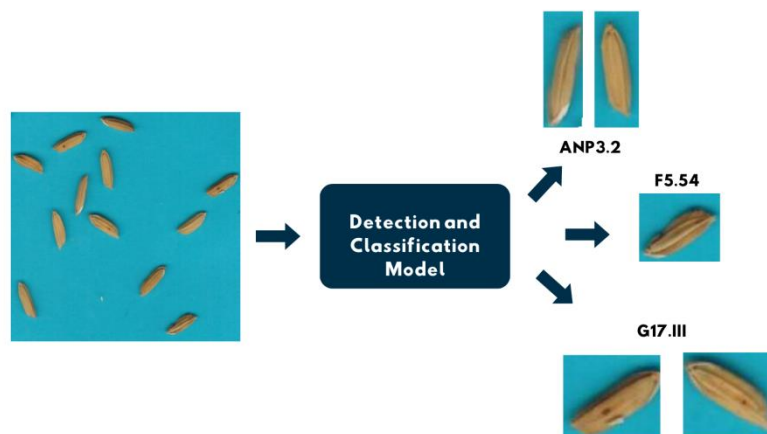 ANP3.2
F5.54
Detection and
Classification
Model
G17.III